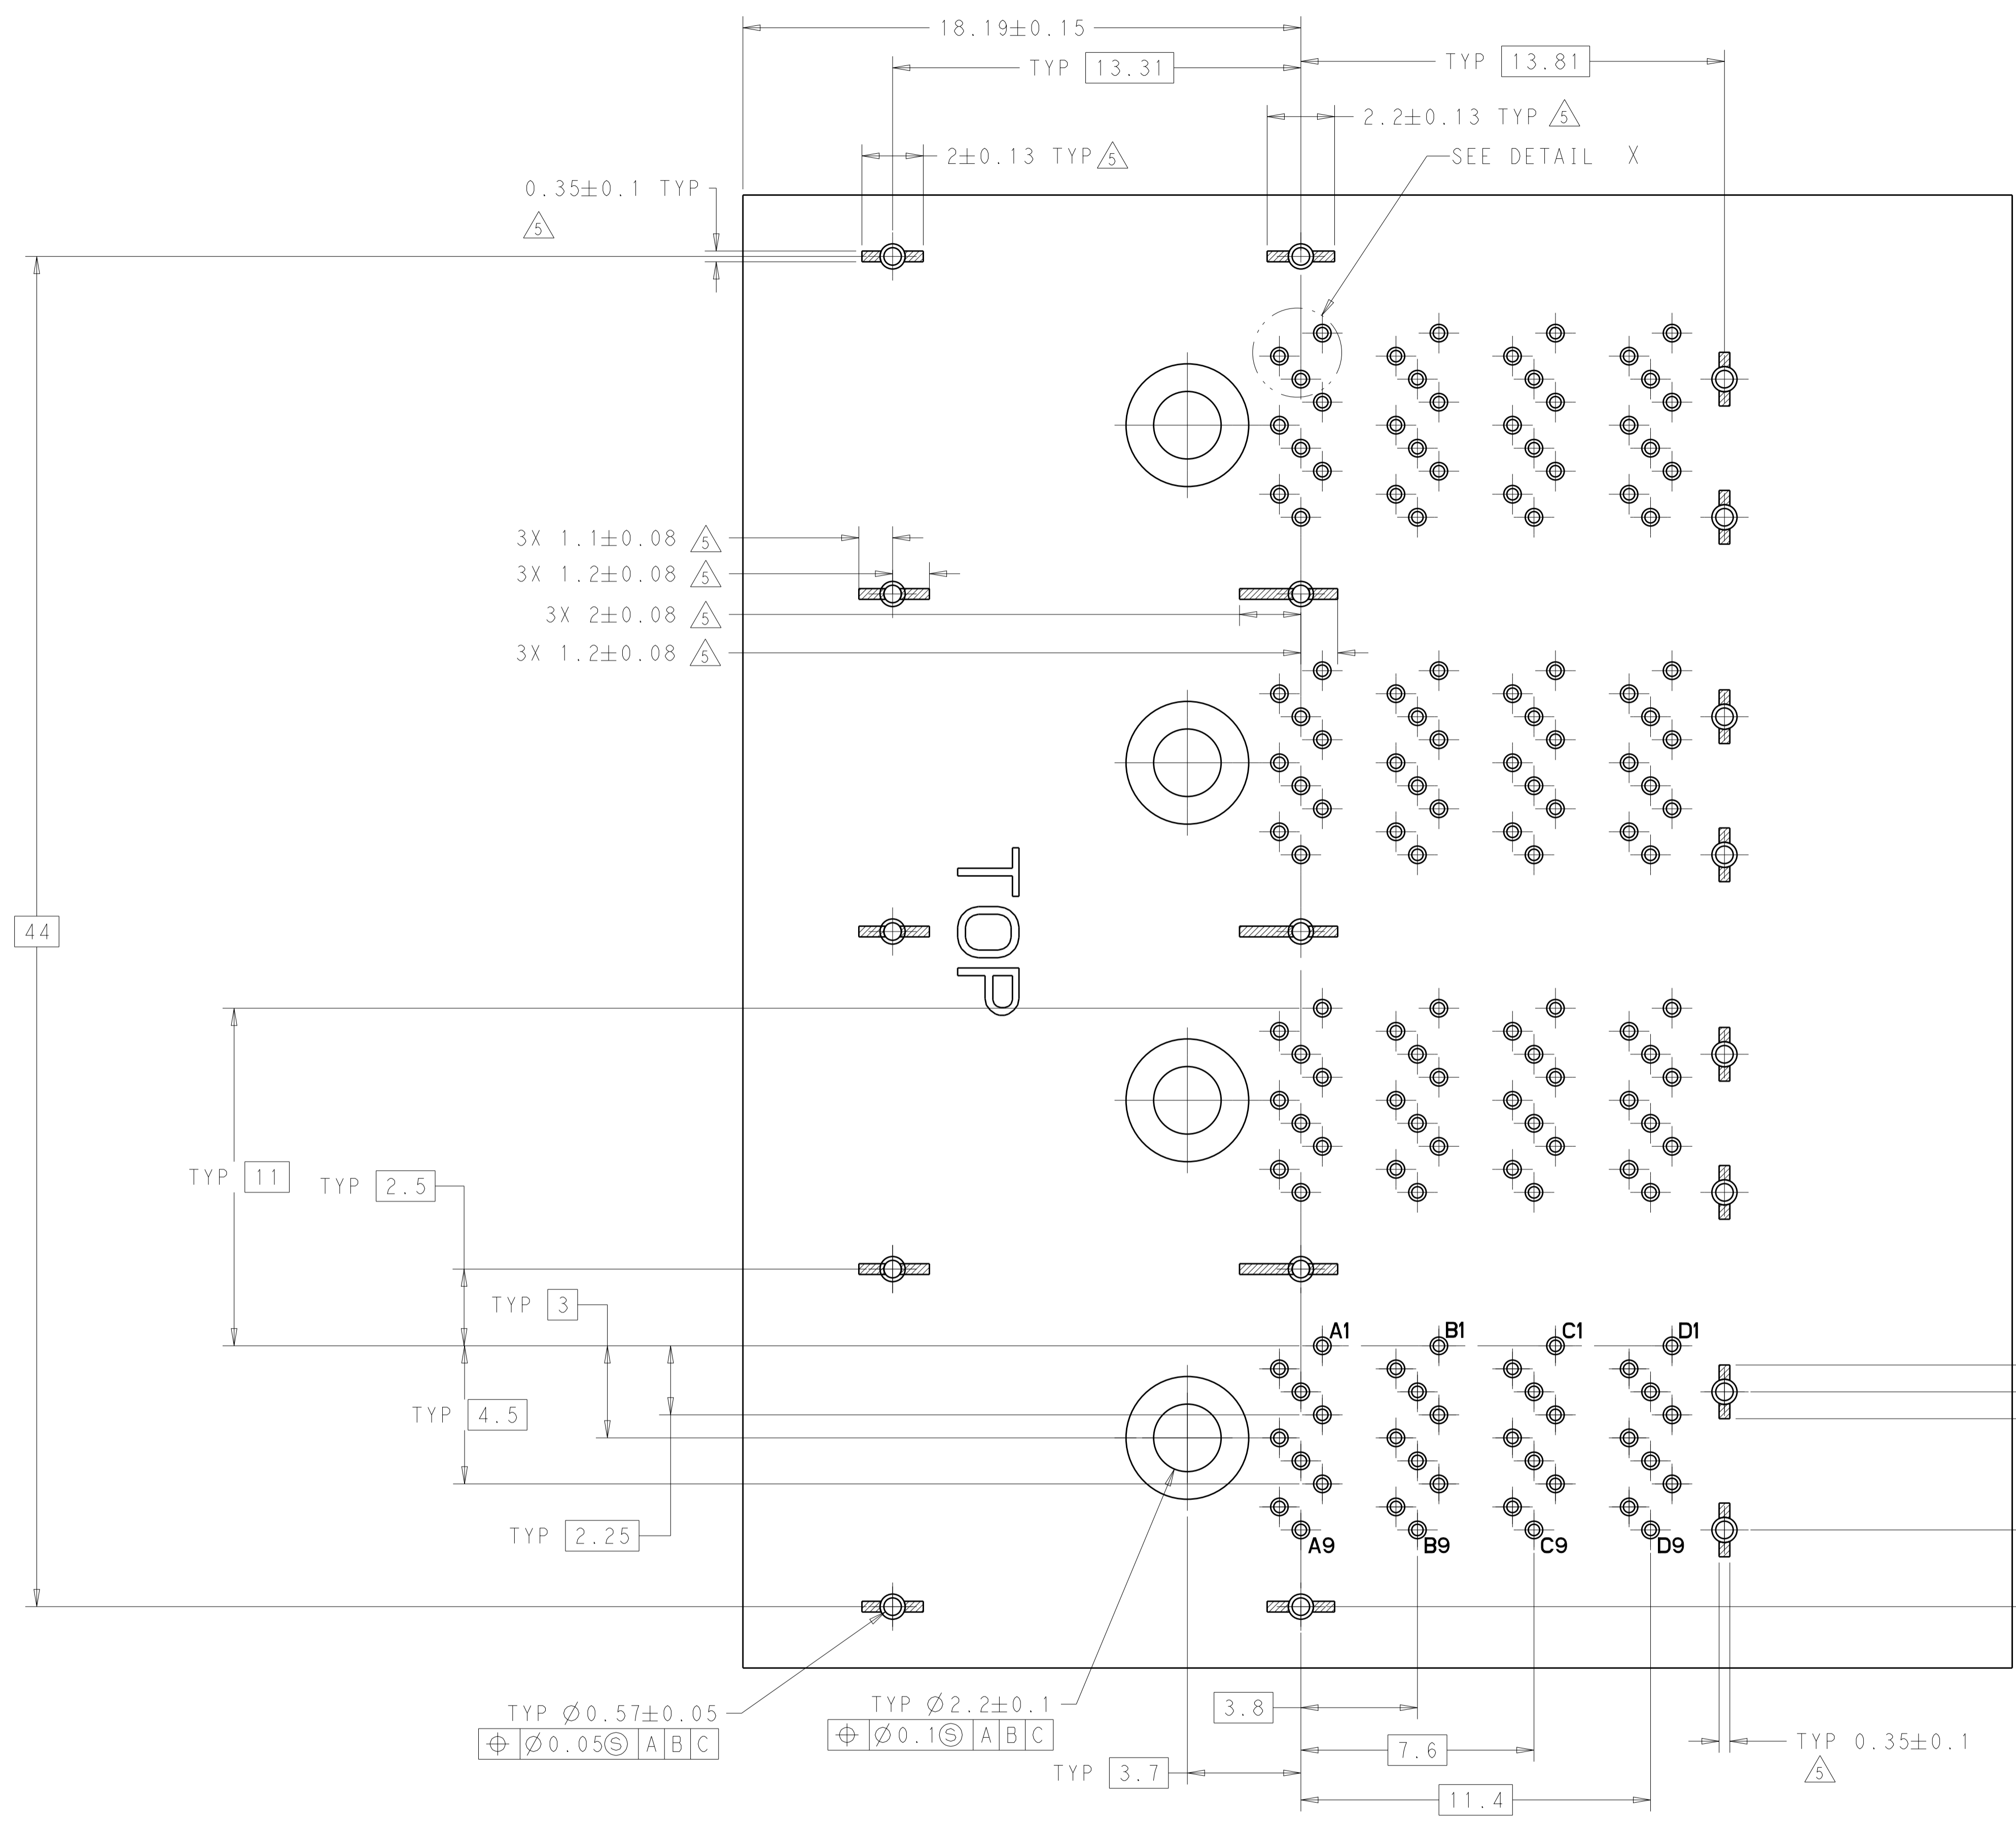 18.19±0.15
TYP 13.31
TYP 13.81
2.2±0.13 TYP 5
2±0.13 TYP 5
SEE DETAIL X
0.35±0.1 TYP
5
3X 1.1±0.08 5
3X 1.2±0.08 5
3X 2±0.08 5
3X 1.2±0.08 5
TOP
44
TYP 11
TYP 2.5
TYP 3
A1 B1 C1 D1
TYP 4.5
TYP 2.25
A9 B9 C9 D9
TYP Ø0.57±0.05
⌖ Ø0.05Ⓢ A B C
TYP Ø2.2±0.1
⌖ Ø0.1Ⓢ A B C
3.8
7.6
TYP 3.7
11.4
TYP 0.35±0.1
5